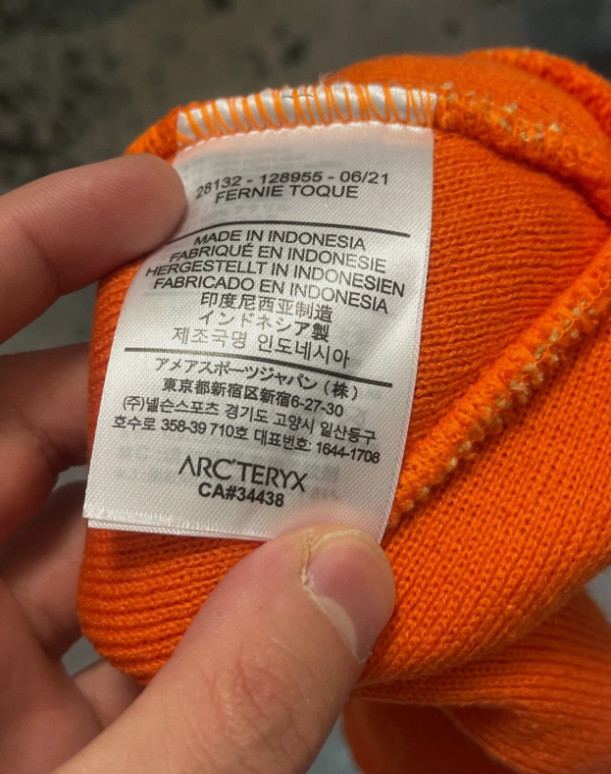 28132 - 128955 - 06/21
FERNIE TOQUE
MADE IN INDONESIA
FABRIQUÉ EN INDONESIE
HERGESTELLT IN INDONESIEN
FABRICADO EN INDONESIA
印度尼西亚制造
インドネシア製
제조국명 인도네시아
アメアスポーツジャパン（株）
東京都新宿区新宿6-27-30
(주)넬슨스포츠 경기도 고양시 일산동구
호수로 358-39 710호 대표번호: 1644-1708
ARC'TERYX
CA#34438